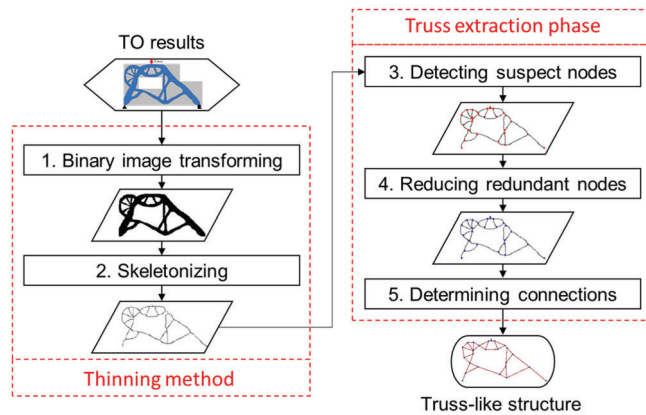 TO results
1. Binary image transforming
2. Skeletonizing
Thinning method
Truss extraction phase
3. Detecting suspect nodes
4. Reducing redundant nodes
5. Determining connections
Truss-like structure